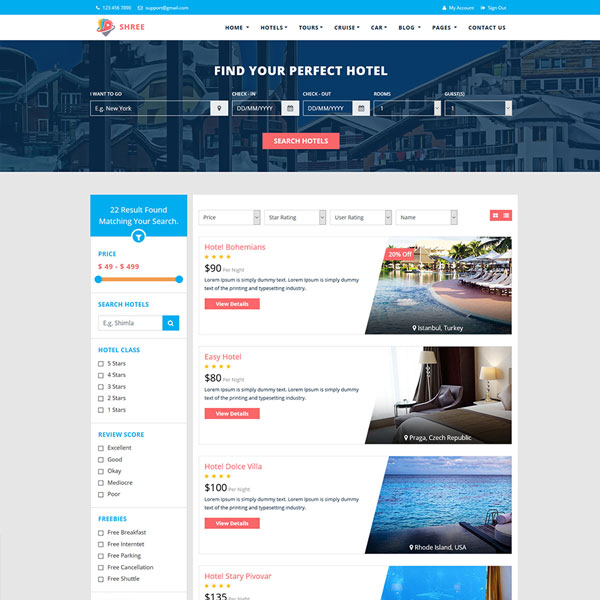 123 456 7890 support@gmail.com My Account Sign Out
SHREE HOME HOTELS TOURS CRUISE CAR BLOG PAGES CONTACT US
FIND YOUR PERFECT HOTEL
I WANT TO GO CHECK - IN CHECK - OUT ROOMS GUEST(S)
E.g. New York DD/MM/YYYY DD/MM/YYYY 1 1
SEARCH HOTELS
22 Result Found
Matching Your Search.
PRICE
$ 49 - $ 499
SEARCH HOTELS
E.g. Shimla
HOTEL CLASS
5 Stars
4 Stars
3 Stars
2 Stars
1 Stars
REVIEW SCORE
Excellent
Good
Okay
Mediocre
Poor
FREEBIES
Free Breakfast
Free Interntet
Free Parking
Free Cancellation
Free Shuttle
Price Star Rating User Rating Name
Hotel Bohemians
$90 Per Night
Lorem Ipsum is simply dummy text. Lorem Ipsum is simply dummy
text of the printing and typesetting industry.
View Details
20% Off
Istanbul, Turkey
Easy Hotel
$80 Per Night
Lorem Ipsum is simply dummy text. Lorem Ipsum is simply dummy
text of the printing and typesetting industry.
View Details
Praga, Czech Republic
Hotel Dolce Villa
$100 Per Night
Lorem Ipsum is simply dummy text. Lorem Ipsum is simply dummy
text of the printing and typesetting industry.
View Details
Rhode Island, USA
Hotel Stary Pivovar
$135 Per Night